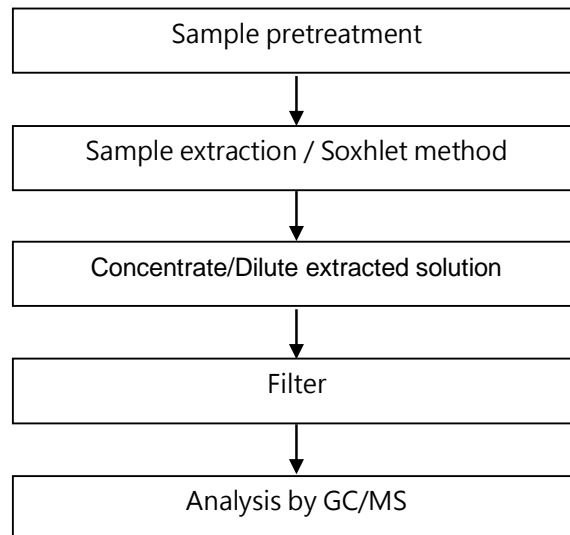 Sample pretreatment
Sample extraction / Soxhlet method
Concentrate/Dilute extracted solution
Filter
Analysis by GC/MS